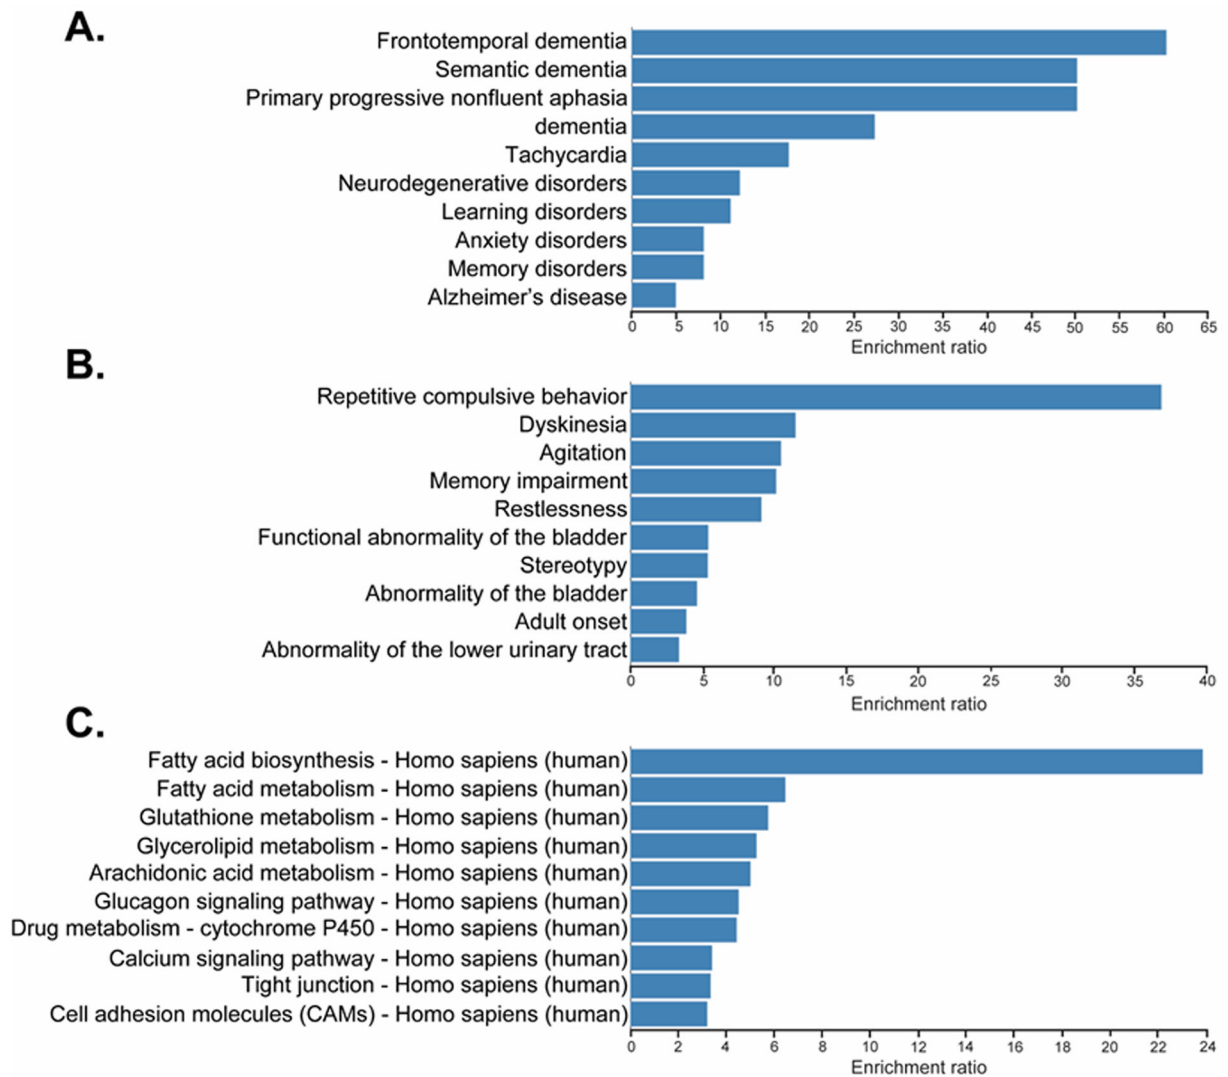 A.
Frontotemporal dementia
Semantic dementia
Primary progressive nonfluent aphasia
dementia
Tachycardia
Neurodegenerative disorders
Learning disorders
Anxiety disorders
Memory disorders
Alzheimer's disease
0 5 10 15 20 25 30 35 40 45 50 55 60 65
Enrichment ratio
B.
Repetitive compulsive behavior
Dyskinesia
Agitation
Memory impairment
Restlessness
Functional abnormality of the bladder
Stereotypy
Abnormality of the bladder
Adult onset
Abnormality of the lower urinary tract
0 5 10 15 20 25 30 35 40
Enrichment ratio
C.
Fatty acid biosynthesis - Homo sapiens (human)
Fatty acid metabolism - Homo sapiens (human)
Glutathione metabolism - Homo sapiens (human)
Glycerolipid metabolism - Homo sapiens (human)
Arachidonic acid metabolism - Homo sapiens (human)
Glucagon signaling pathway - Homo sapiens (human)
Drug metabolism - cytochrome P450 - Homo sapiens (human)
Calcium signaling pathway - Homo sapiens (human)
Tight junction - Homo sapiens (human)
Cell adhesion molecules (CAMs) - Homo sapiens (human)
0 2 4 6 8 10 12 14 16 18 20 22 24
Enrichment ratio